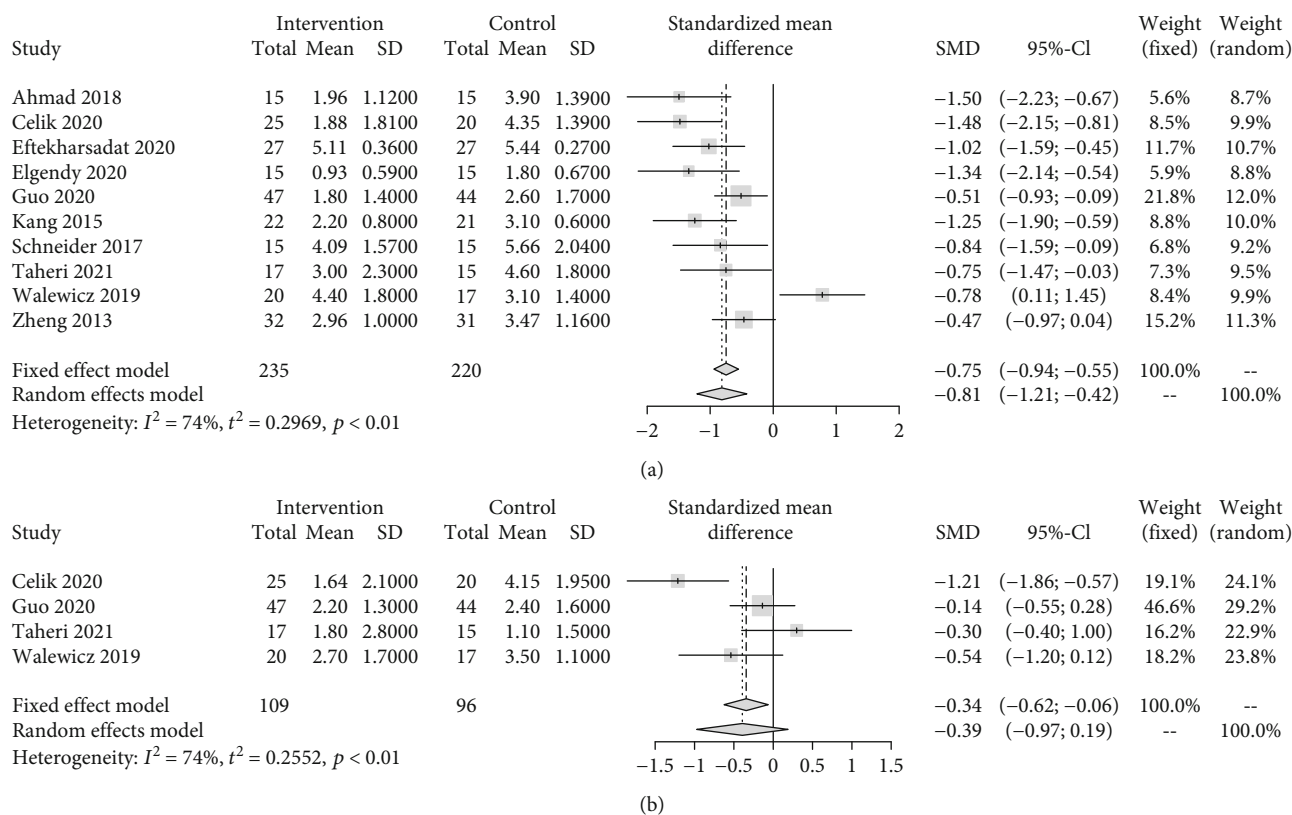 Intervention Control Standardized mean Weight Weight
Study Total Mean SD Total Mean SD difference SMD 95%-CI (fixed) (random)
Ahmad 2018 15 1.96 1.1200 15 3.90 1.3900 −1.50 (−2.23; −0.67) 5.6% 8.7%
Celik 2020 25 1.88 1.8100 20 4.35 1.3900 −1.48 (−2.15; −0.81) 8.5% 9.9%
Eftekharsadat 2020 27 5.11 0.3600 27 5.44 0.2700 −1.02 (−1.59; −0.45) 11.7% 10.7%
Elgendy 2020 15 0.93 0.5900 15 1.80 0.6700 −1.34 (−2.14; −0.54) 5.9% 8.8%
Guo 2020 47 1.80 1.4000 44 2.60 1.7000 −0.51 (−0.93; −0.09) 21.8% 12.0%
Kang 2015 22 2.20 0.8000 21 3.10 0.6000 −1.25 (−1.90; −0.59) 8.8% 10.0%
Schneider 2017 15 4.09 1.5700 15 5.66 2.0400 −0.84 (−1.59; −0.09) 6.8% 9.2%
Taheri 2021 17 3.00 2.3000 15 4.60 1.8000 −0.75 (−1.47; −0.03) 7.3% 9.5%
Walewicz 2019 20 4.40 1.8000 17 3.10 1.4000 −0.78 (0.11; 1.45) 8.4% 9.9%
Zheng 2013 32 2.96 1.0000 31 3.47 1.1600 −0.47 (−0.97; 0.04) 15.2% 11.3%
Fixed effect model 235 220 −0.75 (−0.94; −0.55) 100.0% --
Random effects model −0.81 (−1.21; −0.42) -- 100.0%
Heterogeneity: I² = 74%, t² = 0.2969, p < 0.01
−2 −1 0 1 2
(a)
Intervention Control Standardized mean Weight Weight
Study Total Mean SD Total Mean SD difference SMD 95%-CI (fixed) (random)
Celik 2020 25 1.64 2.1000 20 4.15 1.9500 −1.21 (−1.86; −0.57) 19.1% 24.1%
Guo 2020 47 2.20 1.3000 44 2.40 1.6000 −0.14 (−0.55; 0.28) 46.6% 29.2%
Taheri 2021 17 1.80 2.8000 15 1.10 1.5000 −0.30 (−0.40; 1.00) 16.2% 22.9%
Walewicz 2019 20 2.70 1.7000 17 3.50 1.1000 −0.54 (−1.20; 0.12) 18.2% 23.8%
Fixed effect model 109 96 −0.34 (−0.62; −0.06) 100.0% --
Random effects model −0.39 (−0.97; 0.19) -- 100.0%
Heterogeneity: I² = 74%, t² = 0.2552, p < 0.01
−1.5 −1 −0.5 0 0.5 1 1.5
(b)